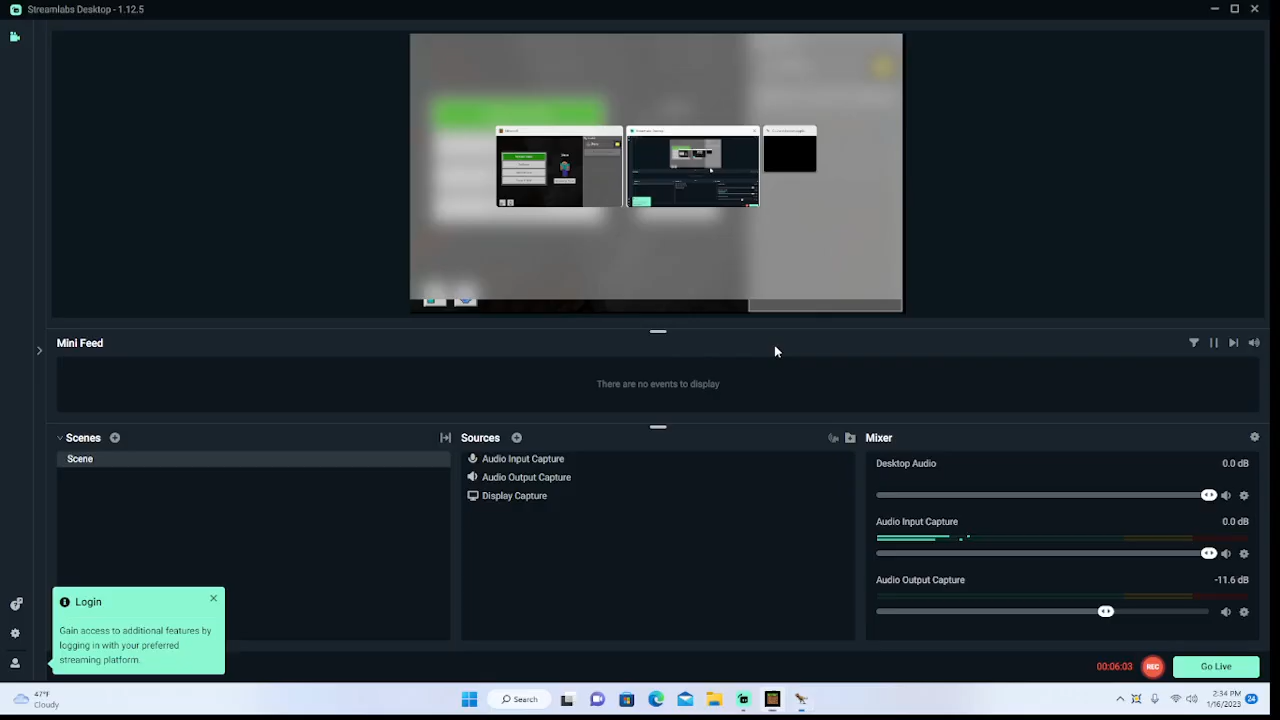 Streamlabs Desktop - 1.12.5
Mini Feed
There are no events to display
Scenes
Scene
Sources
Audio Input Capture
Audio Output Capture
Display Capture
Mixer
Desktop Audio
0.0 dB
Audio Input Capture
0.0 dB
Audio Output Capture
-11.6 dB
Login
Gain access to additional features by
logging in with your preferred
streaming platform.
00:06:03
REC
Go Live
47°F
Cloudy
Search
2:34 PM
1/16/2023
24